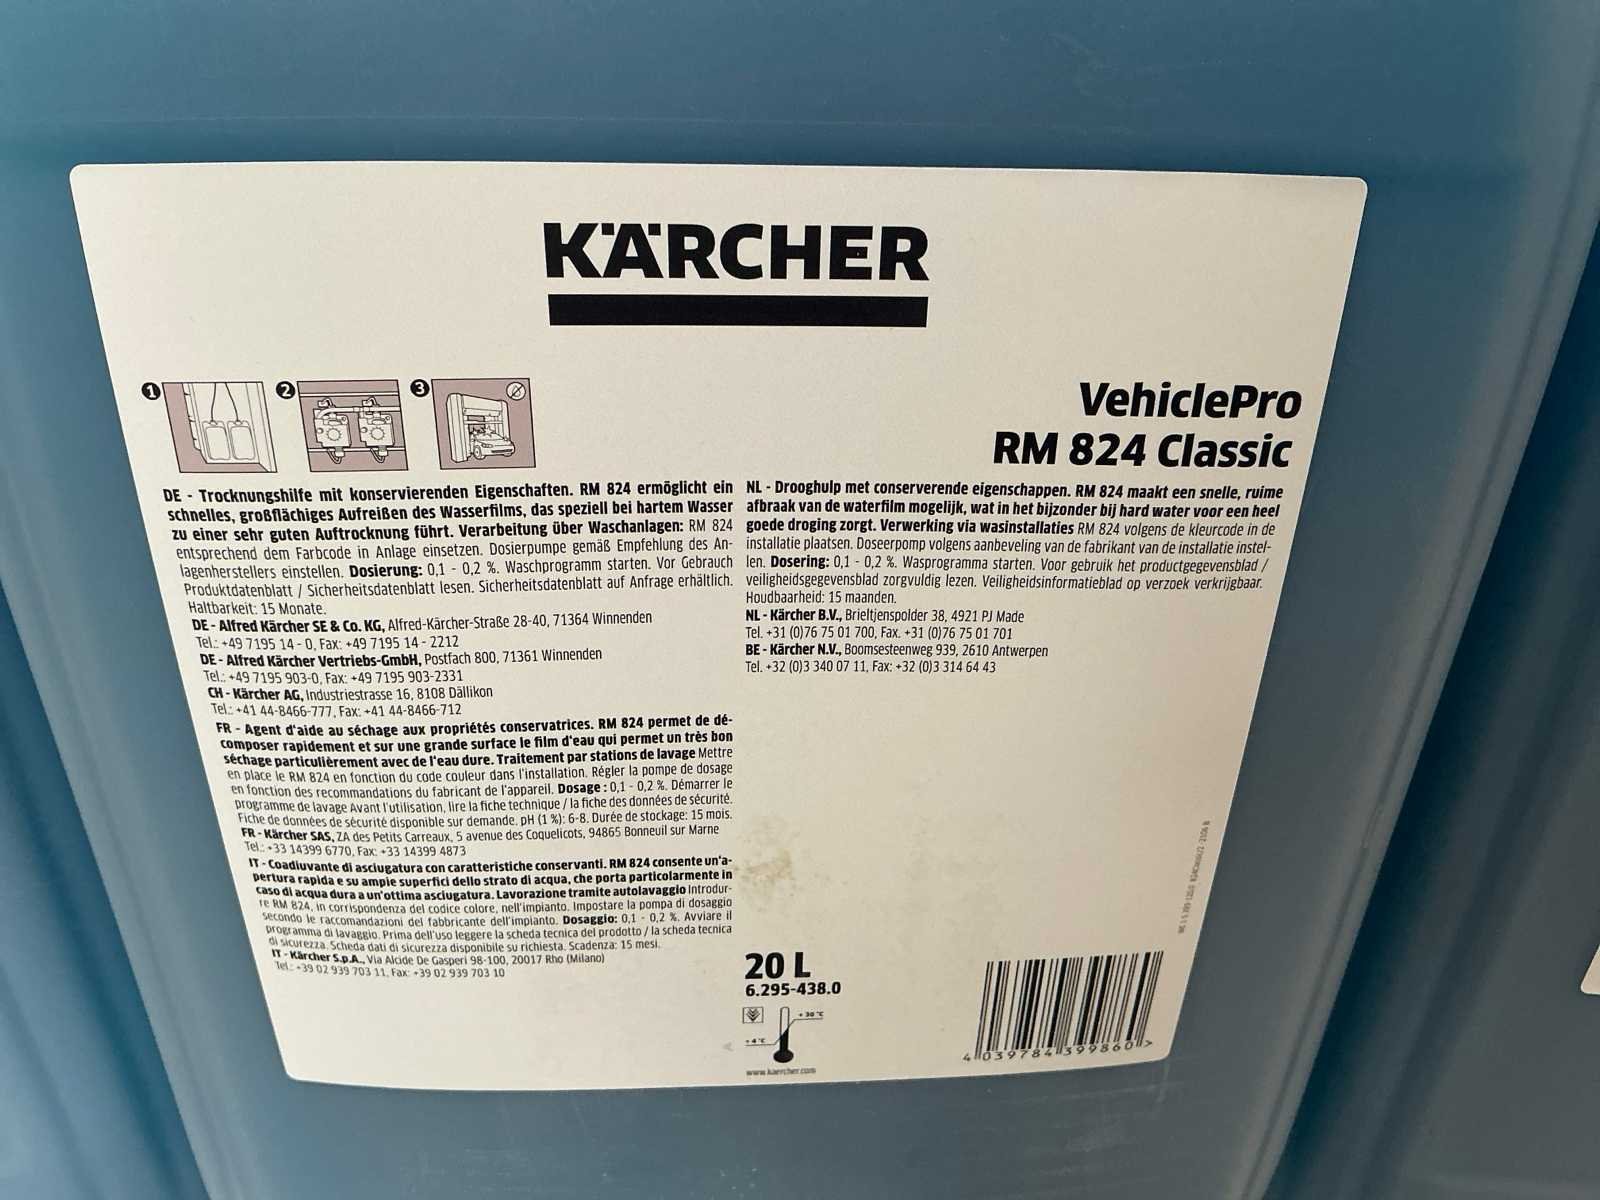 KÄRCHER
1
2
3
VehiclePro
RM 824 Classic
DE - Trocknungshilfe mit konservierenden Eigenschaften. RM 824 ermöglicht ein
schnelles, großflächiges Aufreißen des Wasserfilms, das speziell bei hartem Wasser
zu einer sehr guten Auftrocknung führt. Verarbeitung über Waschanlagen: RM 824
entsprechend dem Farbcode in Anlage einsetzen. Dosierpumpe gemäß Empfehlung des An-
lagenherstellers einstellen. Dosierung: 0,1 - 0,2 %. Waschprogramm starten. Vor Gebrauch
Produktdatenblatt / Sicherheitsdatenblatt lesen. Sicherheitsdatenblatt auf Anfrage erhältlich.
Haltbarkeit: 15 Monate.
DE - Alfred Kärcher SE & Co. KG, Alfred-Kärcher-Straße 28-40, 71364 Winnenden
Tel.: +49 7195 14 - 0, Fax: +49 7195 14 - 2212
DE - Alfred Kärcher Vertriebs-GmbH, Postfach 800, 71361 Winnenden
Tel.: +49 7195 903-0, Fax: +49 7195 903-2331
CH - Kärcher AG, Industriestrasse 16, 8108 Dällikon
Tel.: +41 44-8466-777, Fax: +41 44-8466-712
FR - Agent d'aide au séchage aux propriétés conservatrices. RM 824 permet de dé-
composer rapidement et sur une grande surface le film d'eau qui permet un très bon
séchage particulièrement avec de l'eau dure. Traitement par stations de lavage Mettre
en place le RM 824 en fonction du code couleur dans l'installation. Régler la pompe de dosage
en fonction des recommandations du fabricant de l'appareil. Dosage : 0,1 - 0,2 %. Démarrer le
programme de lavage Avant l'utilisation, lire la fiche technique / la fiche des données de sécurité.
Fiche de données de sécurité disponible sur demande. pH (1 %): 6-8. Durée de stockage: 15 mois.
FR - Kärcher SAS, ZA des Petits Carreaux, 5 avenue des Coquelicots, 94865 Bonneuil sur Marne
Tel.: +33 14399 6770, Fax: +33 14399 4873
IT - Coadiuvante di asciugatura con caratteristiche conservanti. RM 824 consente un'a-
pertura rapida e su ampie superfici dello strato di acqua, che porta particolarmente in
caso di acqua dura a un'ottima asciugatura. Lavorazione tramite autolavaggio Introdur-
re RM 824, in corrispondenza del codice colore, nell'impianto. Impostare la pompa di dosaggio
secondo le raccomandazioni del fabbricante dell'impianto. Dosaggio: 0,1 - 0,2 %. Avviare il
programma di lavaggio. Prima dell'uso leggere la scheda tecnica del prodotto / la scheda tecnica
di sicurezza. Scheda dati di sicurezza disponibile su richiesta. Scadenza: 15 mesi.
IT - Kärcher S.p.A., Via Alcide De Gasperi 98-100, 20017 Rho (Milano)
Tel.: +39 02 939 703 11, Fax: +39 02 939 703 10
NL - Drooghulp met conserverende eigenschappen. RM 824 maakt een snelle, ruime
afbraak van de waterfilm mogelijk, wat in het bijzonder bij hard water voor een heel
goede droging zorgt. Verwerking via wasinstallaties RM 824 volgens de kleurcode in de
installatie plaatsen. Doseerpomp volgens aanbeveling van de fabrikant van de installatie instel-
len. Dosering: 0,1 - 0,2 %. Wasprogramma starten. Voor gebruik het productgegevensblad /
veiligheidsgegevensblad zorgvuldig lezen. Veiligheidsinformatieblad op verzoek verkrijgbaar.
Houdbaarheid: 15 maanden.
NL - Kärcher B.V., Brieltjenspolder 38, 4921 PJ Made
Tel. +31 (0)76 75 01 700, Fax. +31 (0)76 75 01 701
BE - Kärcher N.V., Boomsesteenweg 939, 2610 Antwerpen
Tel. +32 (0)3 340 07 11, Fax: +32 (0)3 314 64 43
20 L
6.295-438.0
+ 30 °C
+ 4 °C
www.kaercher.com
4 039784 399860 >